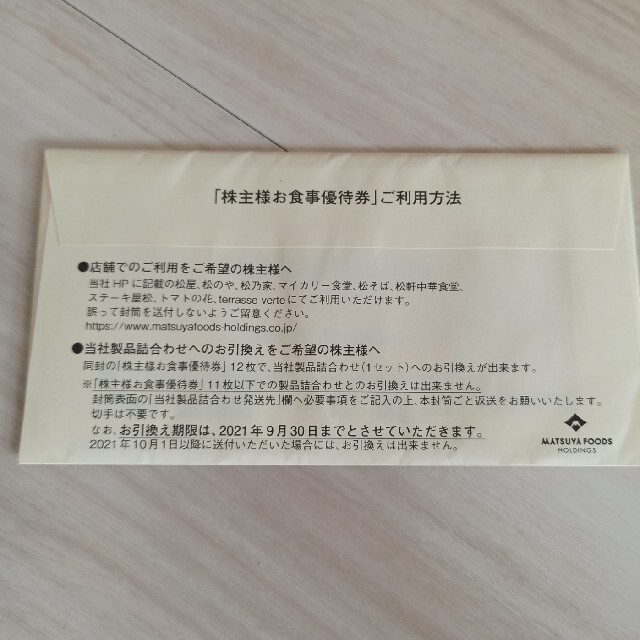 「株主様お食事優待券」ご利用方法
●店舗でのご利用をご希望の株主様へ
当社HPに記載の松屋、松のや、松乃家、マイカリー食堂、松そば、松軒中華食堂、
ステーキ屋松、トマトの花、terrasse verteにてご利用いただけます。
誤って封筒を送付しないようご留意ください。
https://www.matsuyafoods-holdings.co.jp/
●当社製品詰合わせへのお引換えをご希望の株主様へ
同封の「株主様お食事優待券」12枚で、当社製品詰合わせ(1セット)へのお引換えが出来ます。
※「株主様お食事優待券」11枚以下での製品詰合わせとのお引換えは出来ません。
封筒表面の「当社製品詰合わせ発送先」欄へ必要事項をご記入の上、本封筒ごと返送をお願いいたします。
切手は不要です。
なお、お引換え期限は、2021年9月30日までとさせていただきます。
2021年10月1日以降に送付いただいた場合には、お引換えは出来ません。
MATSUYA FOODS
HOLDINGS